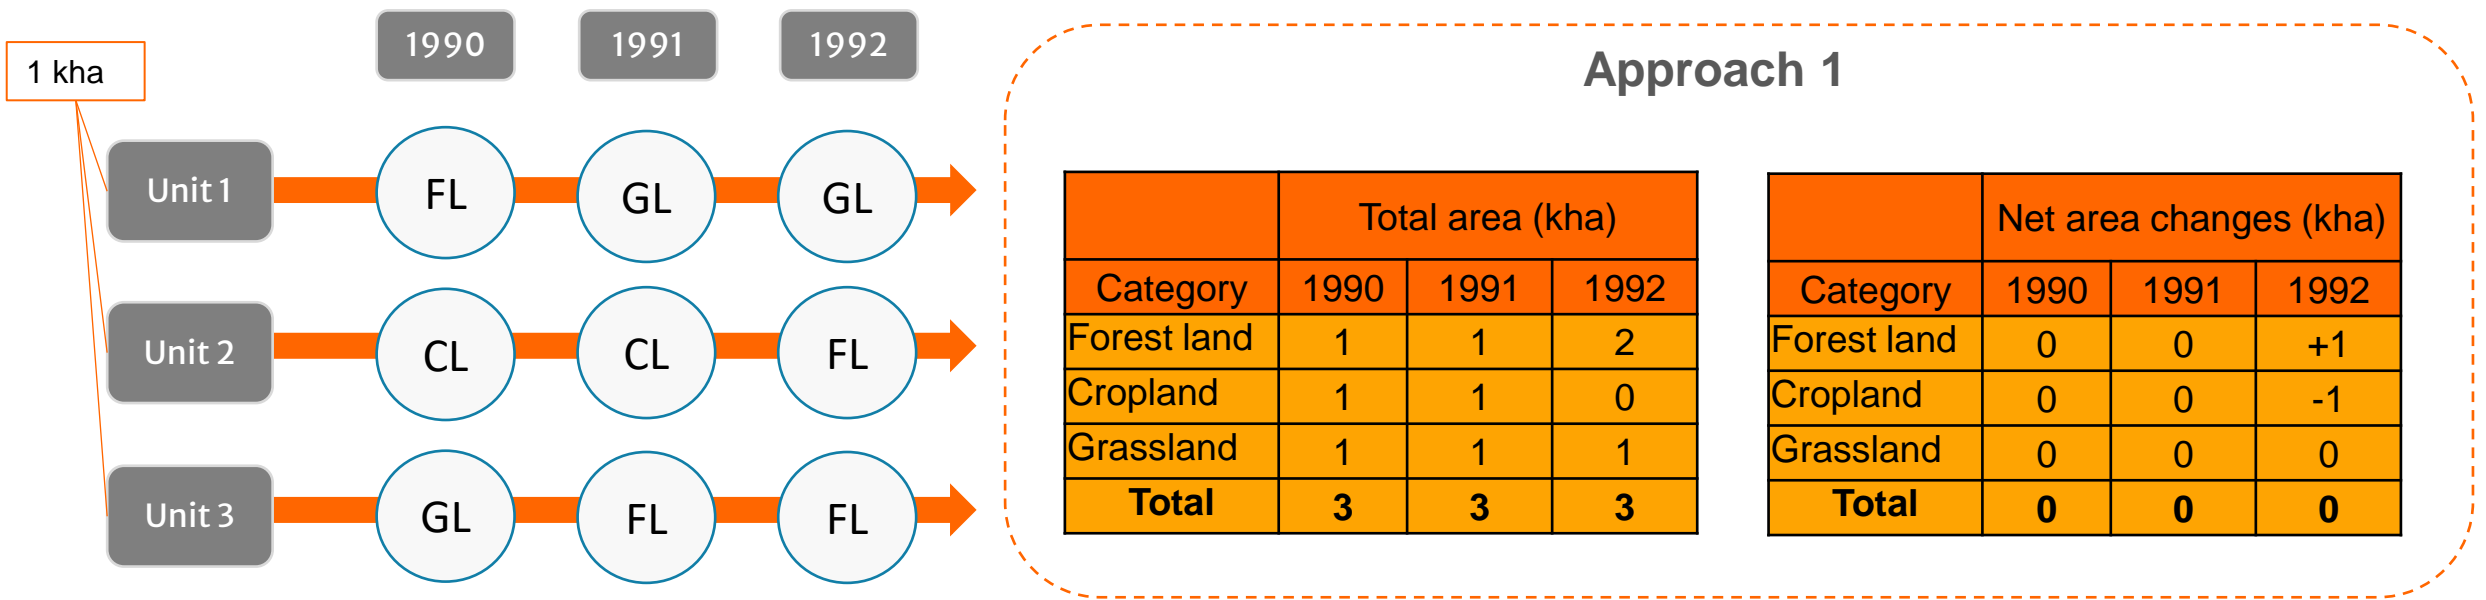 1990 1991 1992
1 kha
Unit 1 FL GL GL
Unit 2 CL CL FL
Unit 3 GL FL FL
Approach 1
Total area (kha)
Category 1990 1991 1992
Forest land 1 1 2
Cropland 1 1 0
Grassland 1 1 1
Total 3 3 3
Net area changes (kha)
Category 1990 1991 1992
Forest land 0 0 +1
Cropland 0 0 -1
Grassland 0 0 0
Total 0 0 0